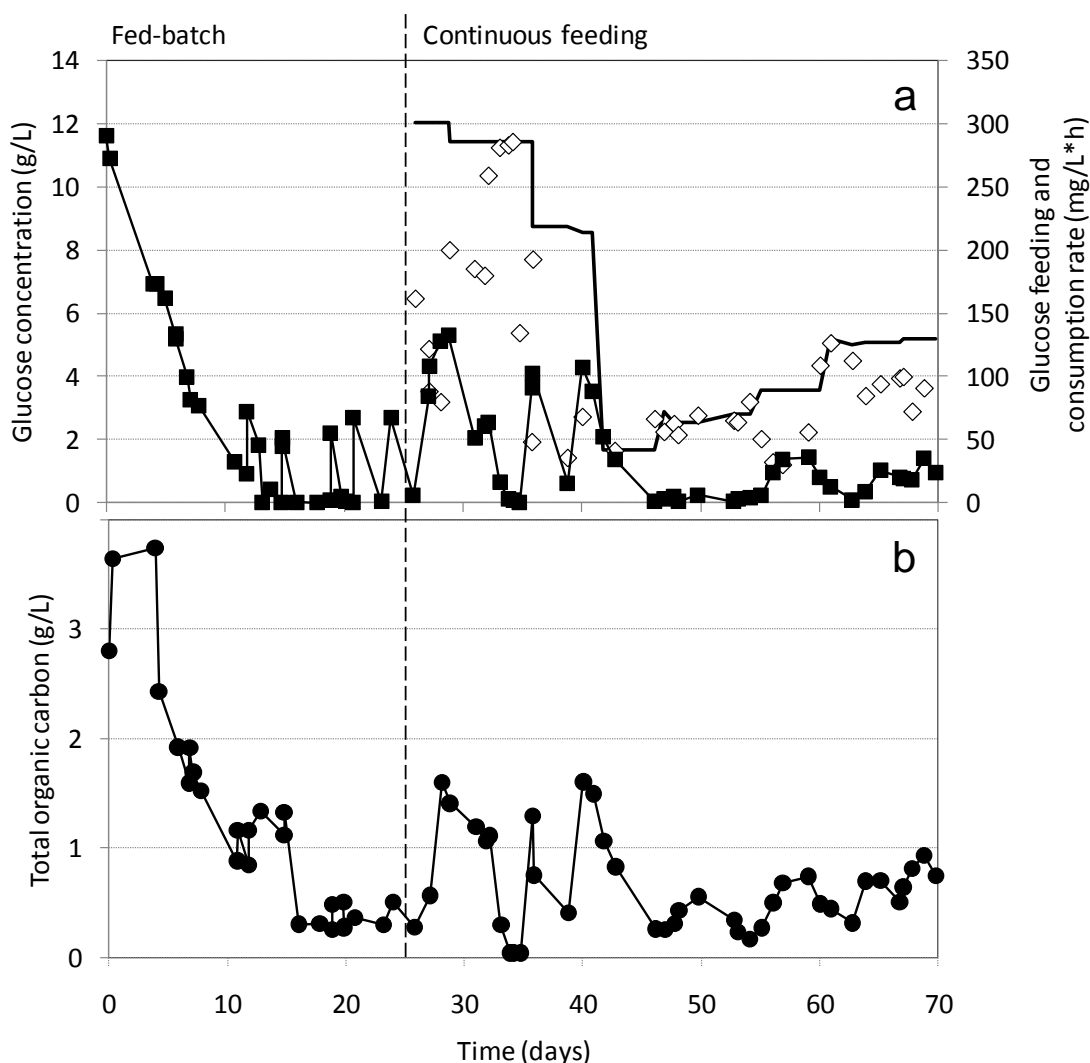 Fed-batch
Continuous feeding
a
Glucose concentration (g/L)
14
12
10
8
6
4
2
0
350
300
250
200
150
100
50
0
Glucose feeding and
consumption rate (mg/L*h)
b
Total organic carbon (g/L)
3
2
1
0
0 10 20 30 40 50 60 70
Time (days)